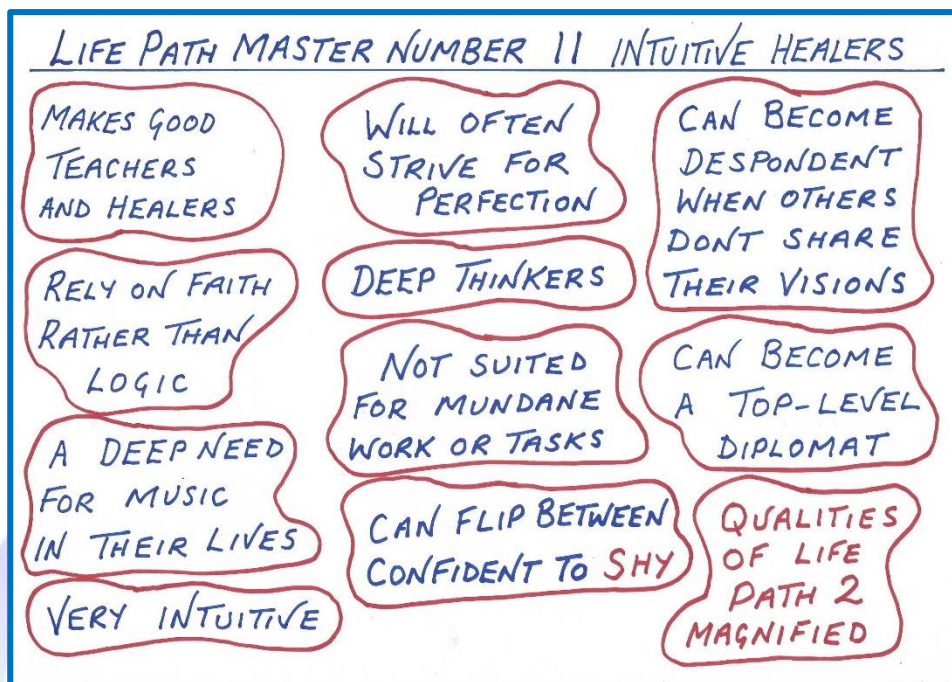 LIFE PATH MASTER NUMBER 11 INTUITIVE HEALERS
MAKES GOOD
TEACHERS
AND HEALERS
RELY ON FAITH
RATHER THAN
LOGIC
A DEEP NEED
FOR MUSIC
IN THEIR LIVES
VERY INTUITIVE
WILL OFTEN
STRIVE FOR
PERFECTION
DEEP THINKERS
NOT SUITED
FOR MUNDANE
WORK OR TASKS
CAN FLIP BETWEEN
CONFIDENT TO SHY
CAN BECOME
DESPONDENT
WHEN OTHERS
DONT SHARE
THEIR VISIONS
CAN BECOME
A TOP-LEVEL
DIPLOMAT
QUALITIES
OF LIFE
PATH 2
MAGNIFIED